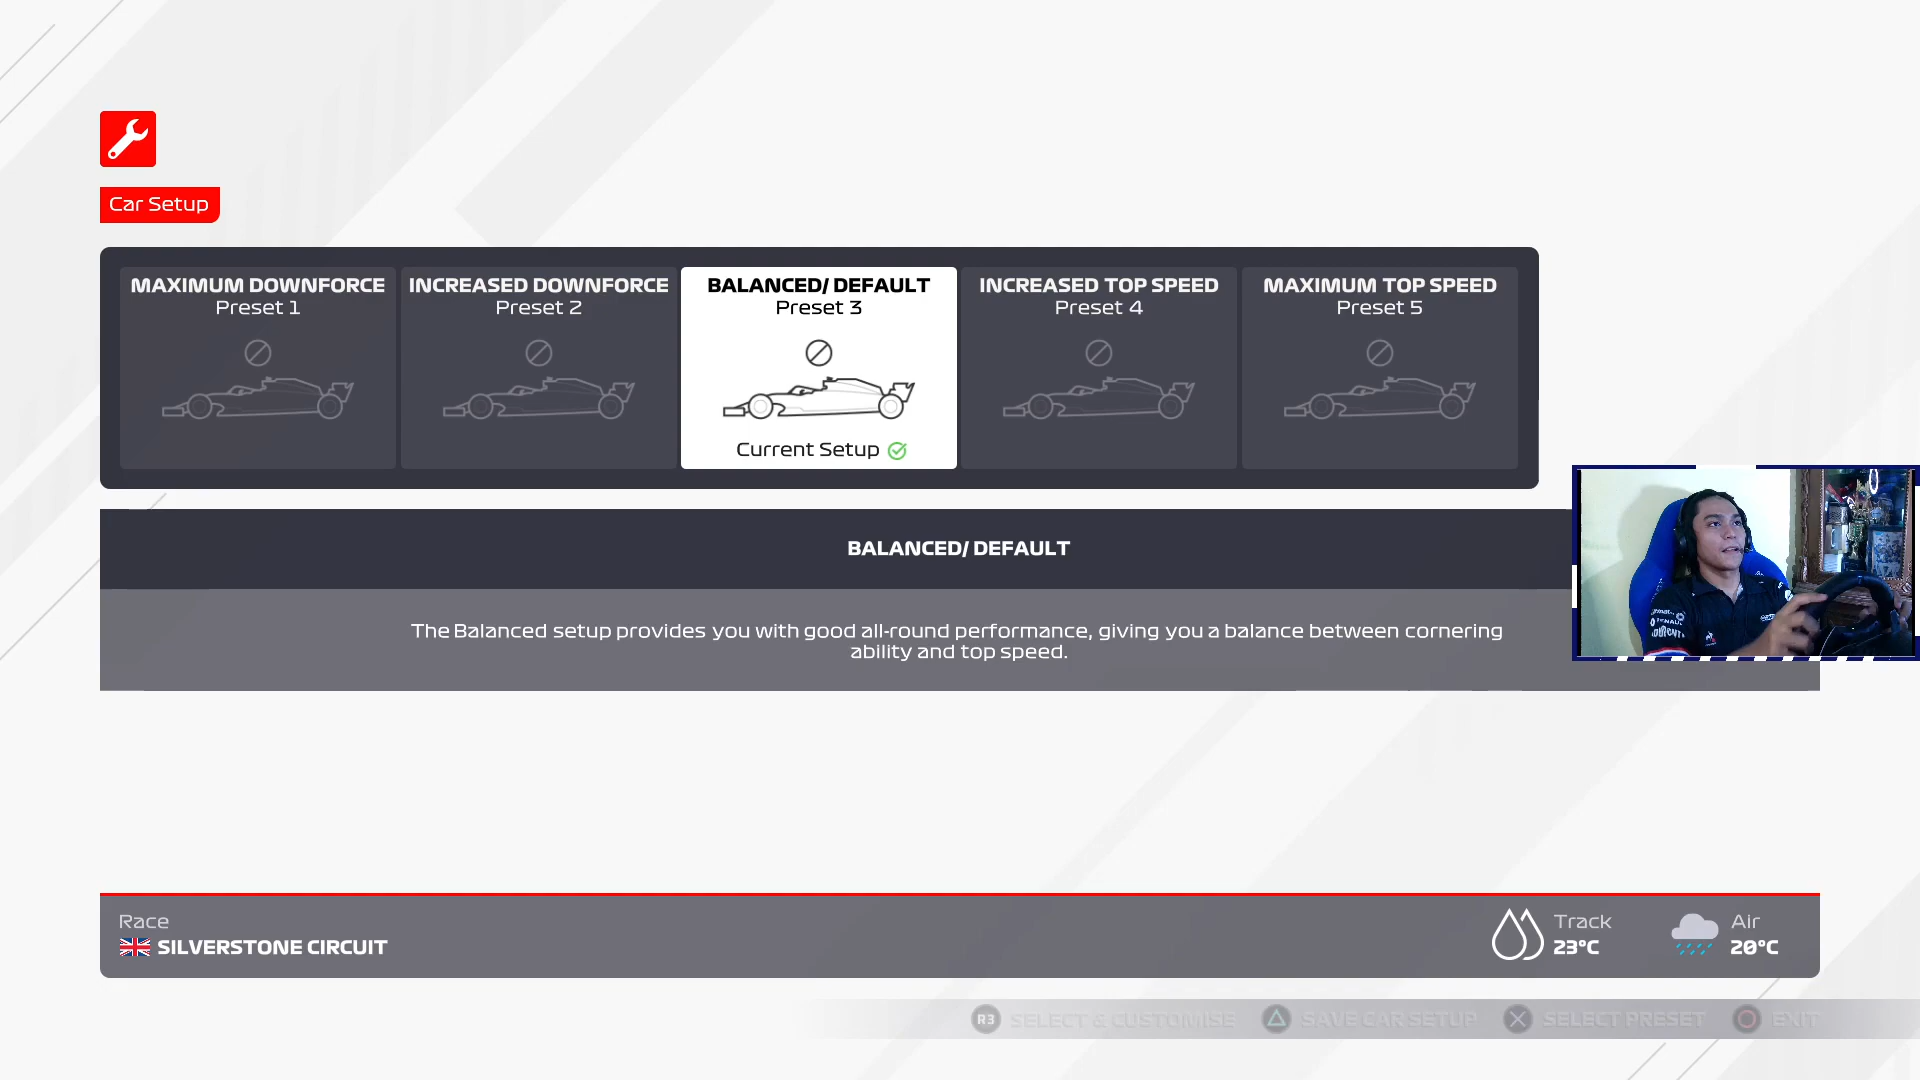 Car Setup
MAXIMUM DOWNFORCE
Preset 1
INCREASED DOWNFORCE
Preset 2
BALANCED/ DEFAULT
Preset 3
Current Setup
INCREASED TOP SPEED
Preset 4
MAXIMUM TOP SPEED
Preset 5
BALANCED/ DEFAULT
The Balanced setup provides you with good all-round performance, giving you a balance between cornering
ability and top speed.
Race
SILVERSTONE CIRCUIT
Track
23°C
Air
20°C
R3 SELECT & CUSTOMISE
SAVE CAR SETUP
SELECT PRESET
EXIT